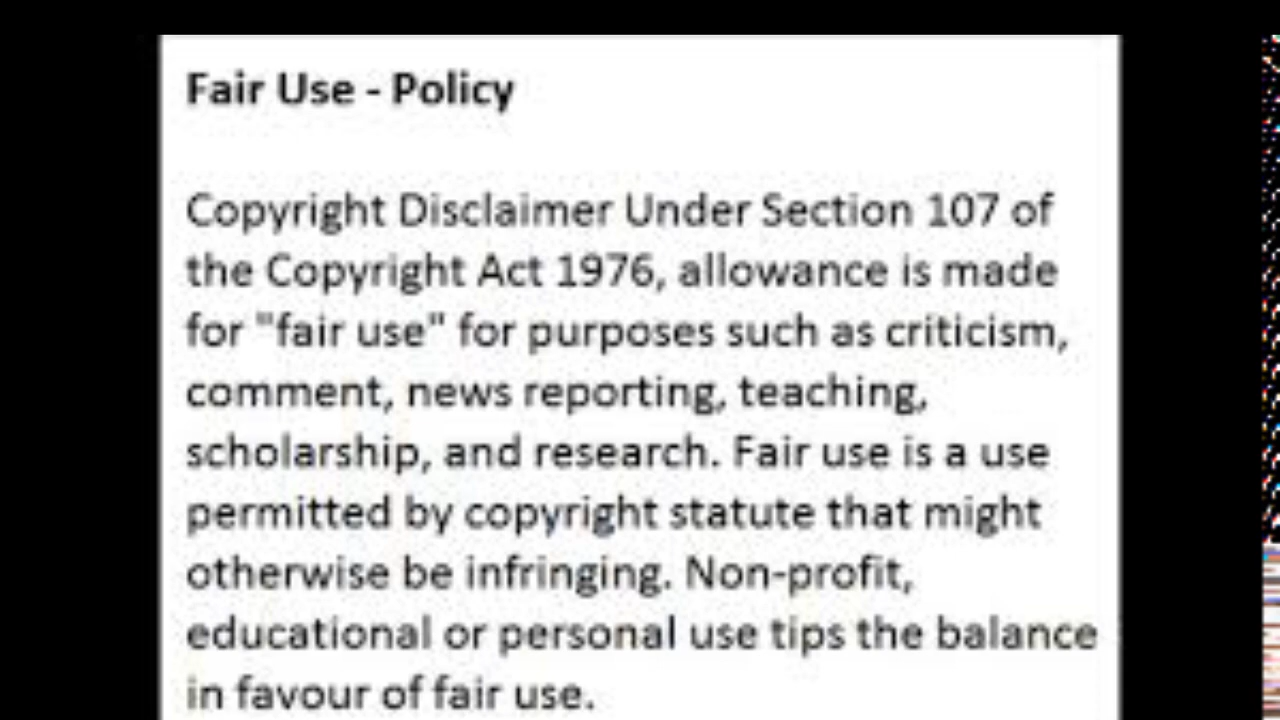 Fair Use - Policy
Copyright Disclaimer Under Section 107 of
the Copyright Act 1976, allowance is made
for "fair use" for purposes such as criticism,
comment, news reporting, teaching,
scholarship, and research. Fair use is a use
permitted by copyright statute that might
otherwise be infringing. Non-profit,
educational or personal use tips the balance
in favour of fair use.